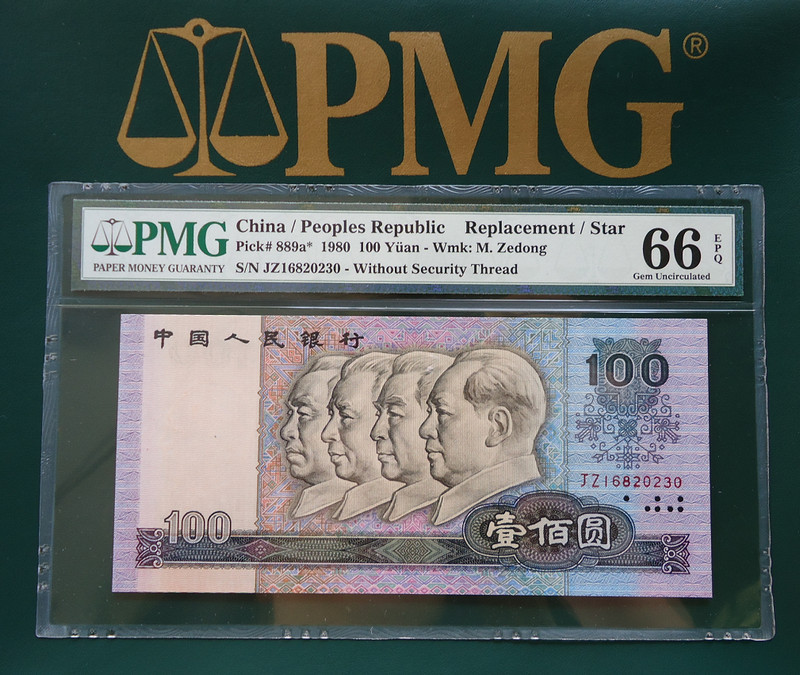 PMG®
PMG
PAPER MONEY GUARANTY
China / Peoples Republic Replacement / Star
Pick# 889a* 1980 100 Yüan - Wmk: M. Zedong
S/N JZ16820230 - Without Security Thread
66 EPQ
Gem Uncirculated
中国人民银行
100
JZ16820230
100
壹佰圆